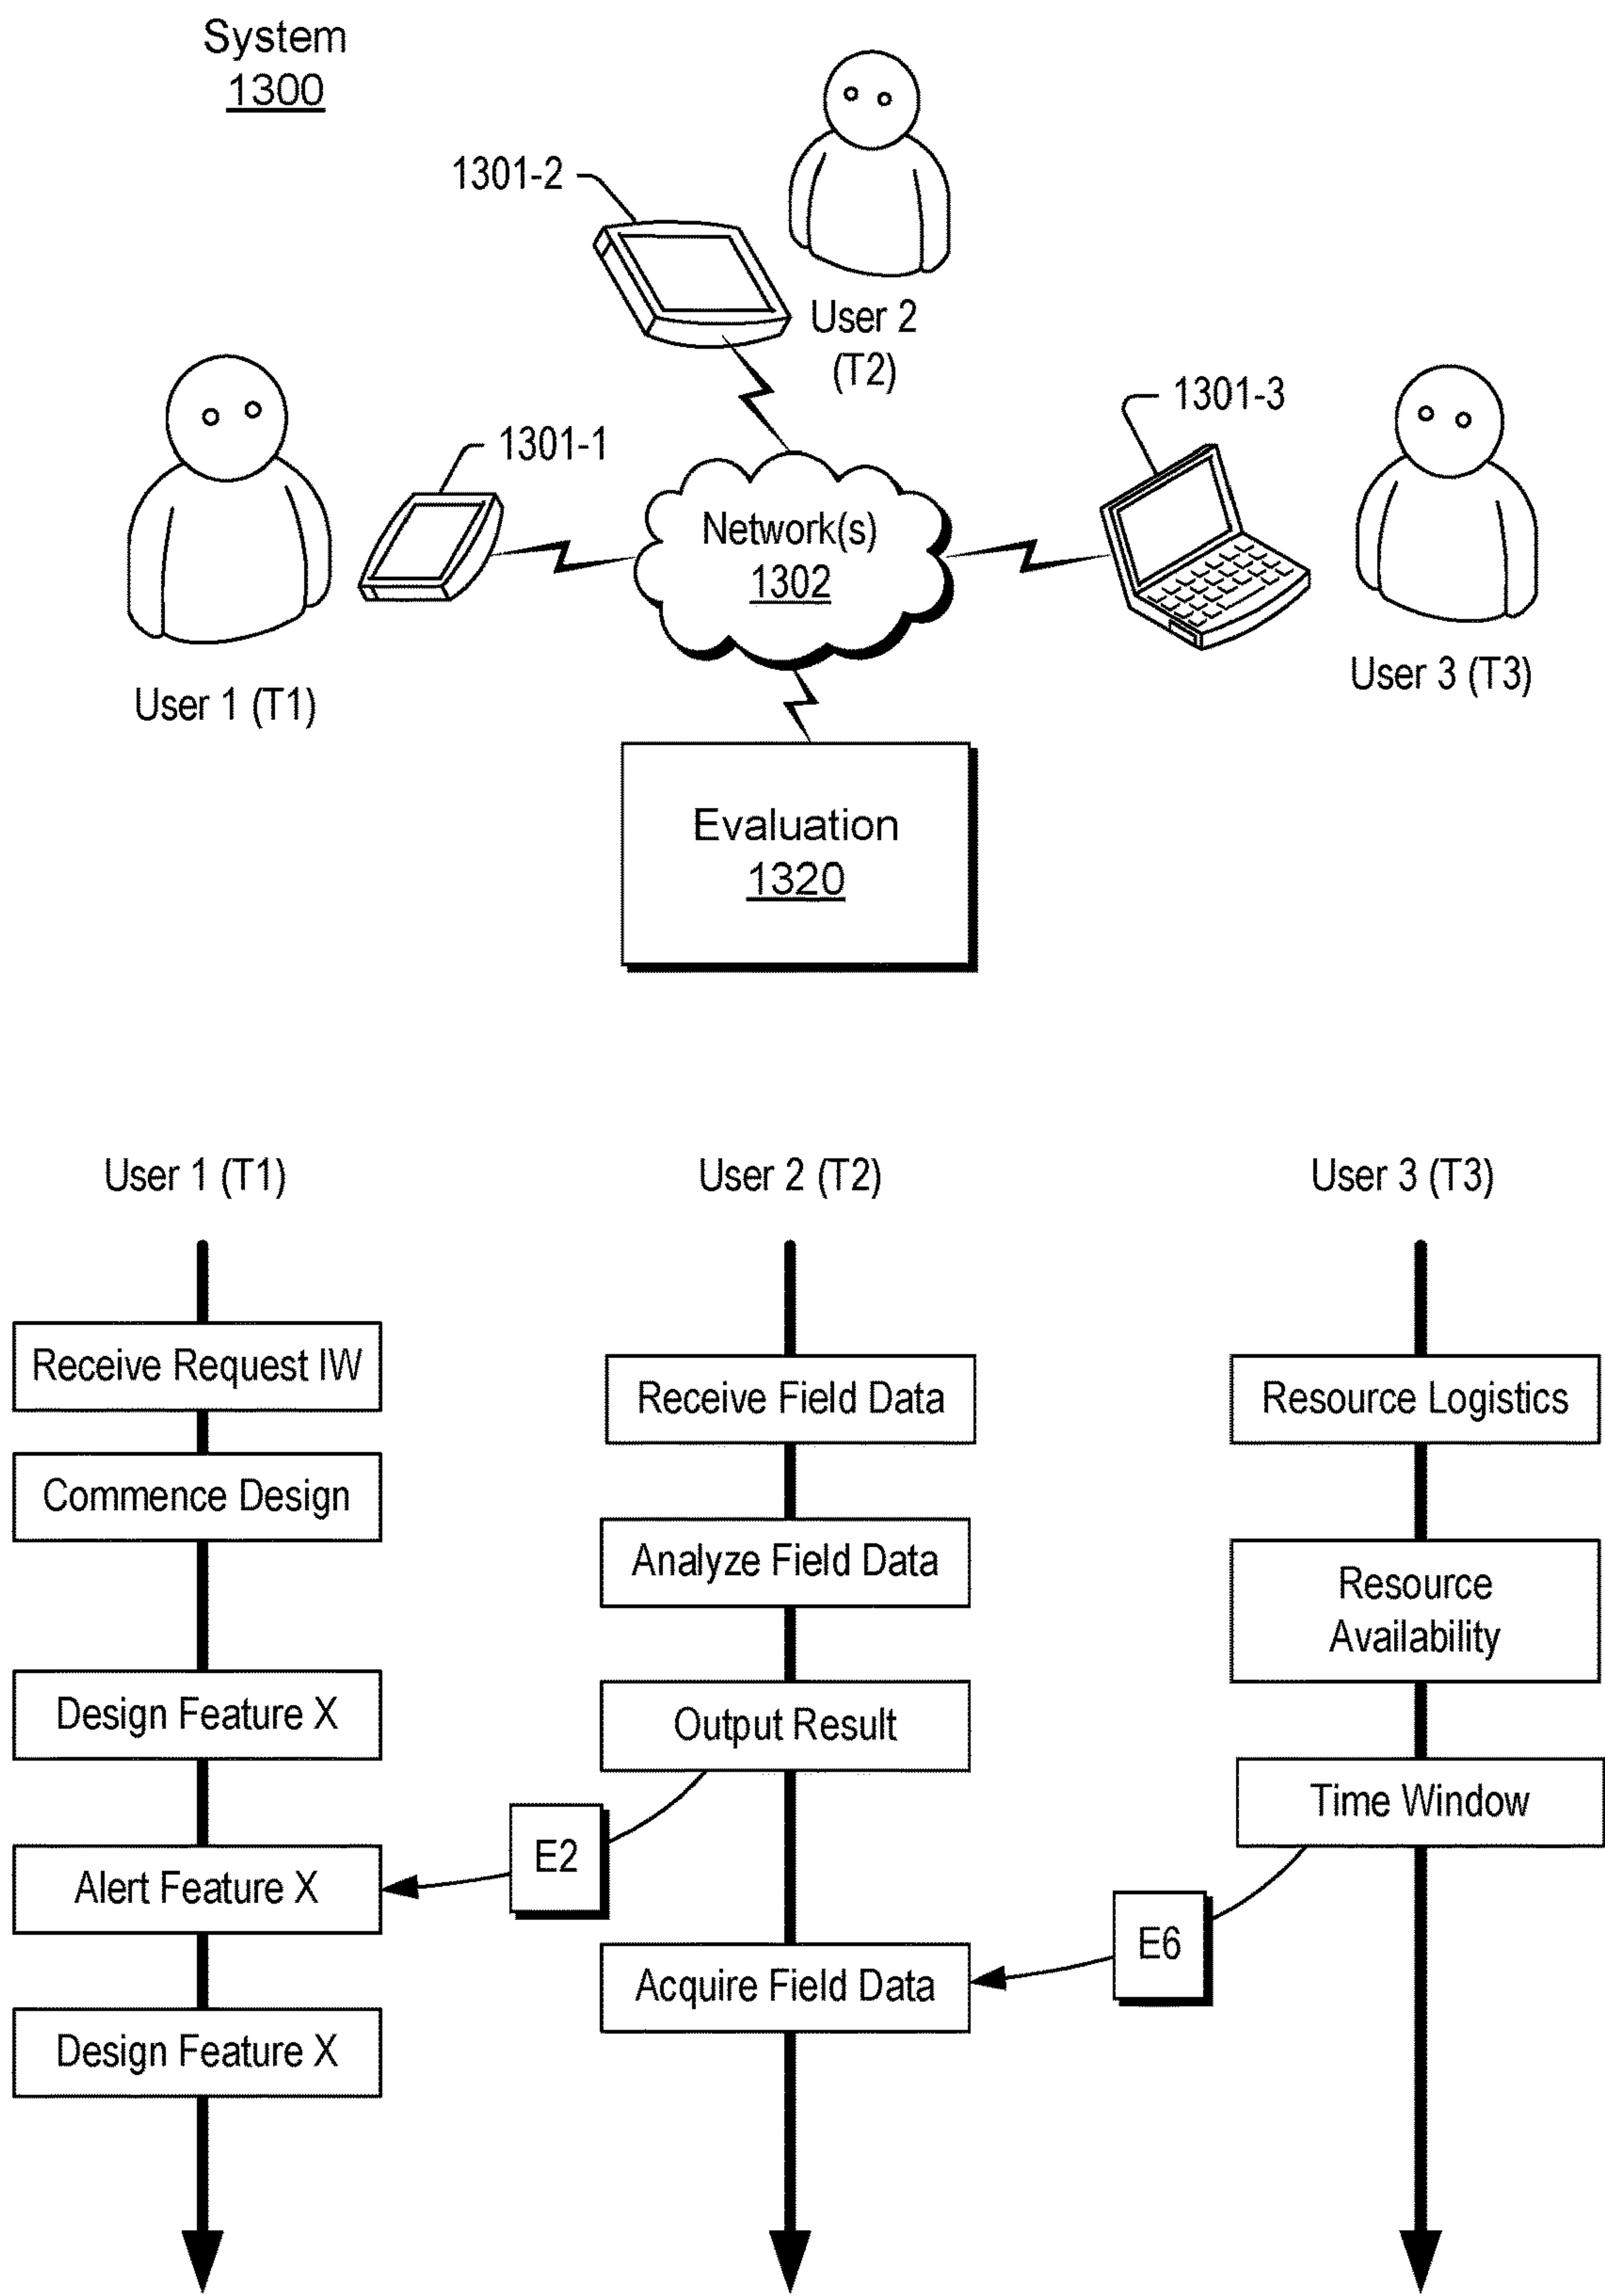 System
1300
1301-2
User 2
(T2)
1301-3
1301-1
Network(s)
1302
User 1 (T1)
User 3 (T3)
Evaluation
1320
User 1 (T1)
User 2 (T2)
User 3 (T3)
Receive Request IW
Receive Field Data
Resource Logistics
Commence Design
Analyze Field Data
Resource
Availability
Design Feature X
Output Result
Time Window
E2
Alert Feature X
E6
Acquire Field Data
Design Feature X